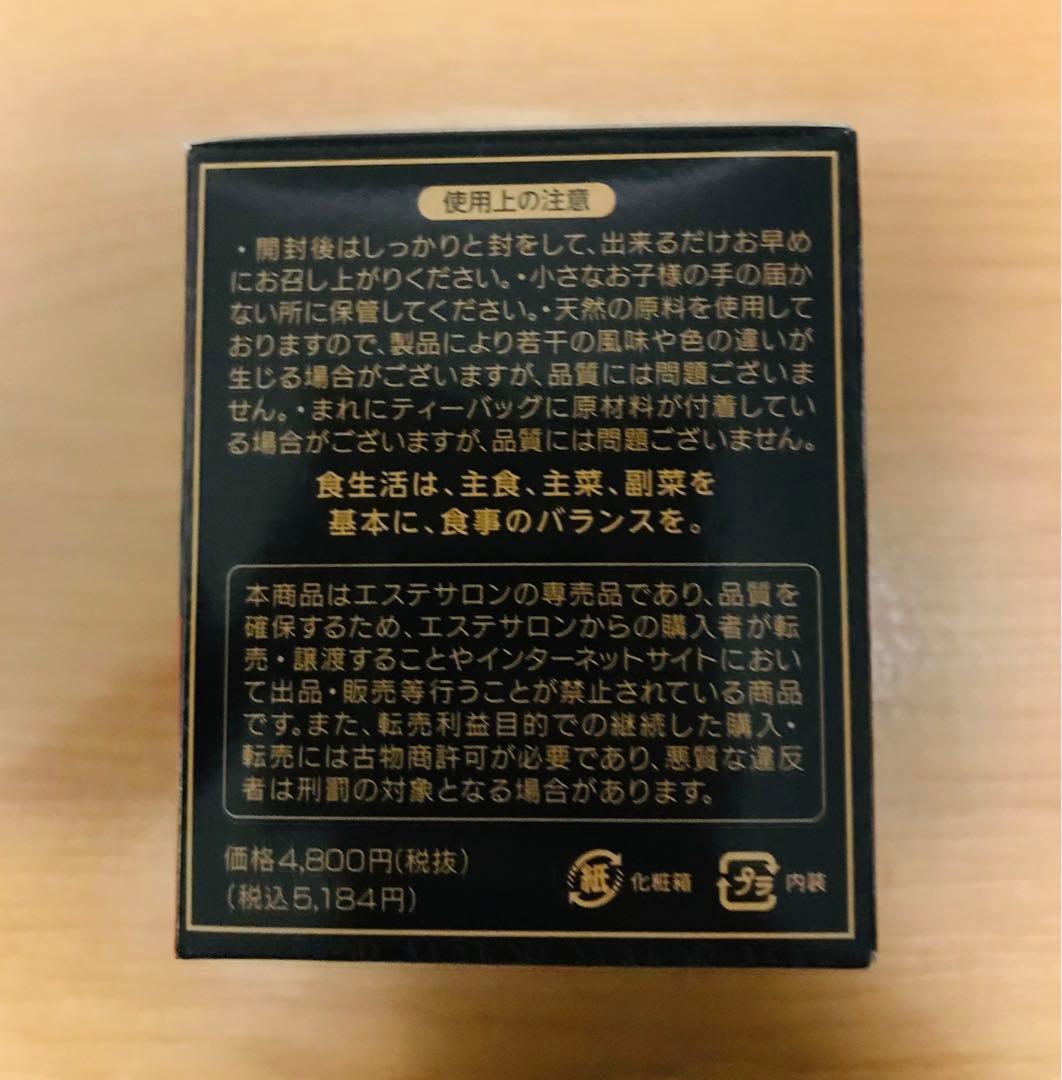 使用上の注意
・開封後はしっかりと封をして、出来るだけお早め
にお召し上がりください。・小さなお子様の手の届か
ない所に保管してください。・天然の原料を使用して
おりますので、製品により若干の風味や色の違いが
生じる場合がございますが、品質には問題ございま
せん。・まれにティーバッグに原材料が付着してい
る場合がございますが、品質には問題ございません。
食生活は、主食、主菜、副菜を
基本に、食事のバランスを。
本商品はエステサロンの専売品であり、品質を
確保するため、エステサロンからの購入者が転
売・譲渡することやインターネットサイトにおい
て出品・販売等行うことが禁止されている商品
です。また、転売利益目的での継続した購入・
転売には古物商許可が必要であり、悪質な違反
者は刑罰の対象となる場合があります。
価格4,800円(税抜)
(税込5,184円)
紙 化粧箱 プラ 内装